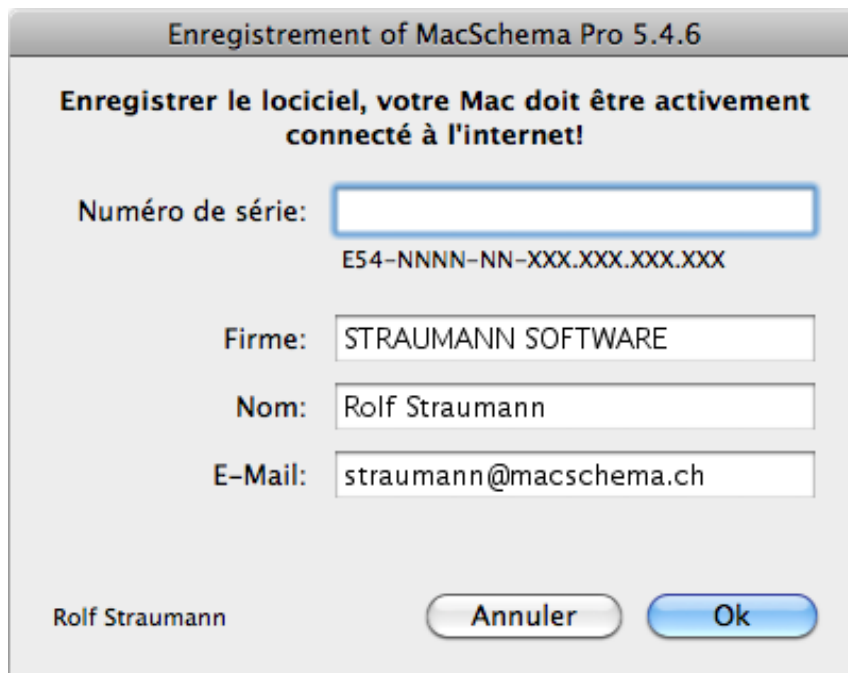 Enregistrement of MacSchema Pro 5.4.6
Enregistrer le lociciel, votre Mac doit être activement
connecté à l'internet!
Numéro de série:
E54-NNNN-NN-XXX.XXX.XXX.XXX
Firme: STRAUMANN SOFTWARE
Nom: Rolf Straumann
E-Mail: straumann@macschema.ch
Rolf Straumann Annuler Ok